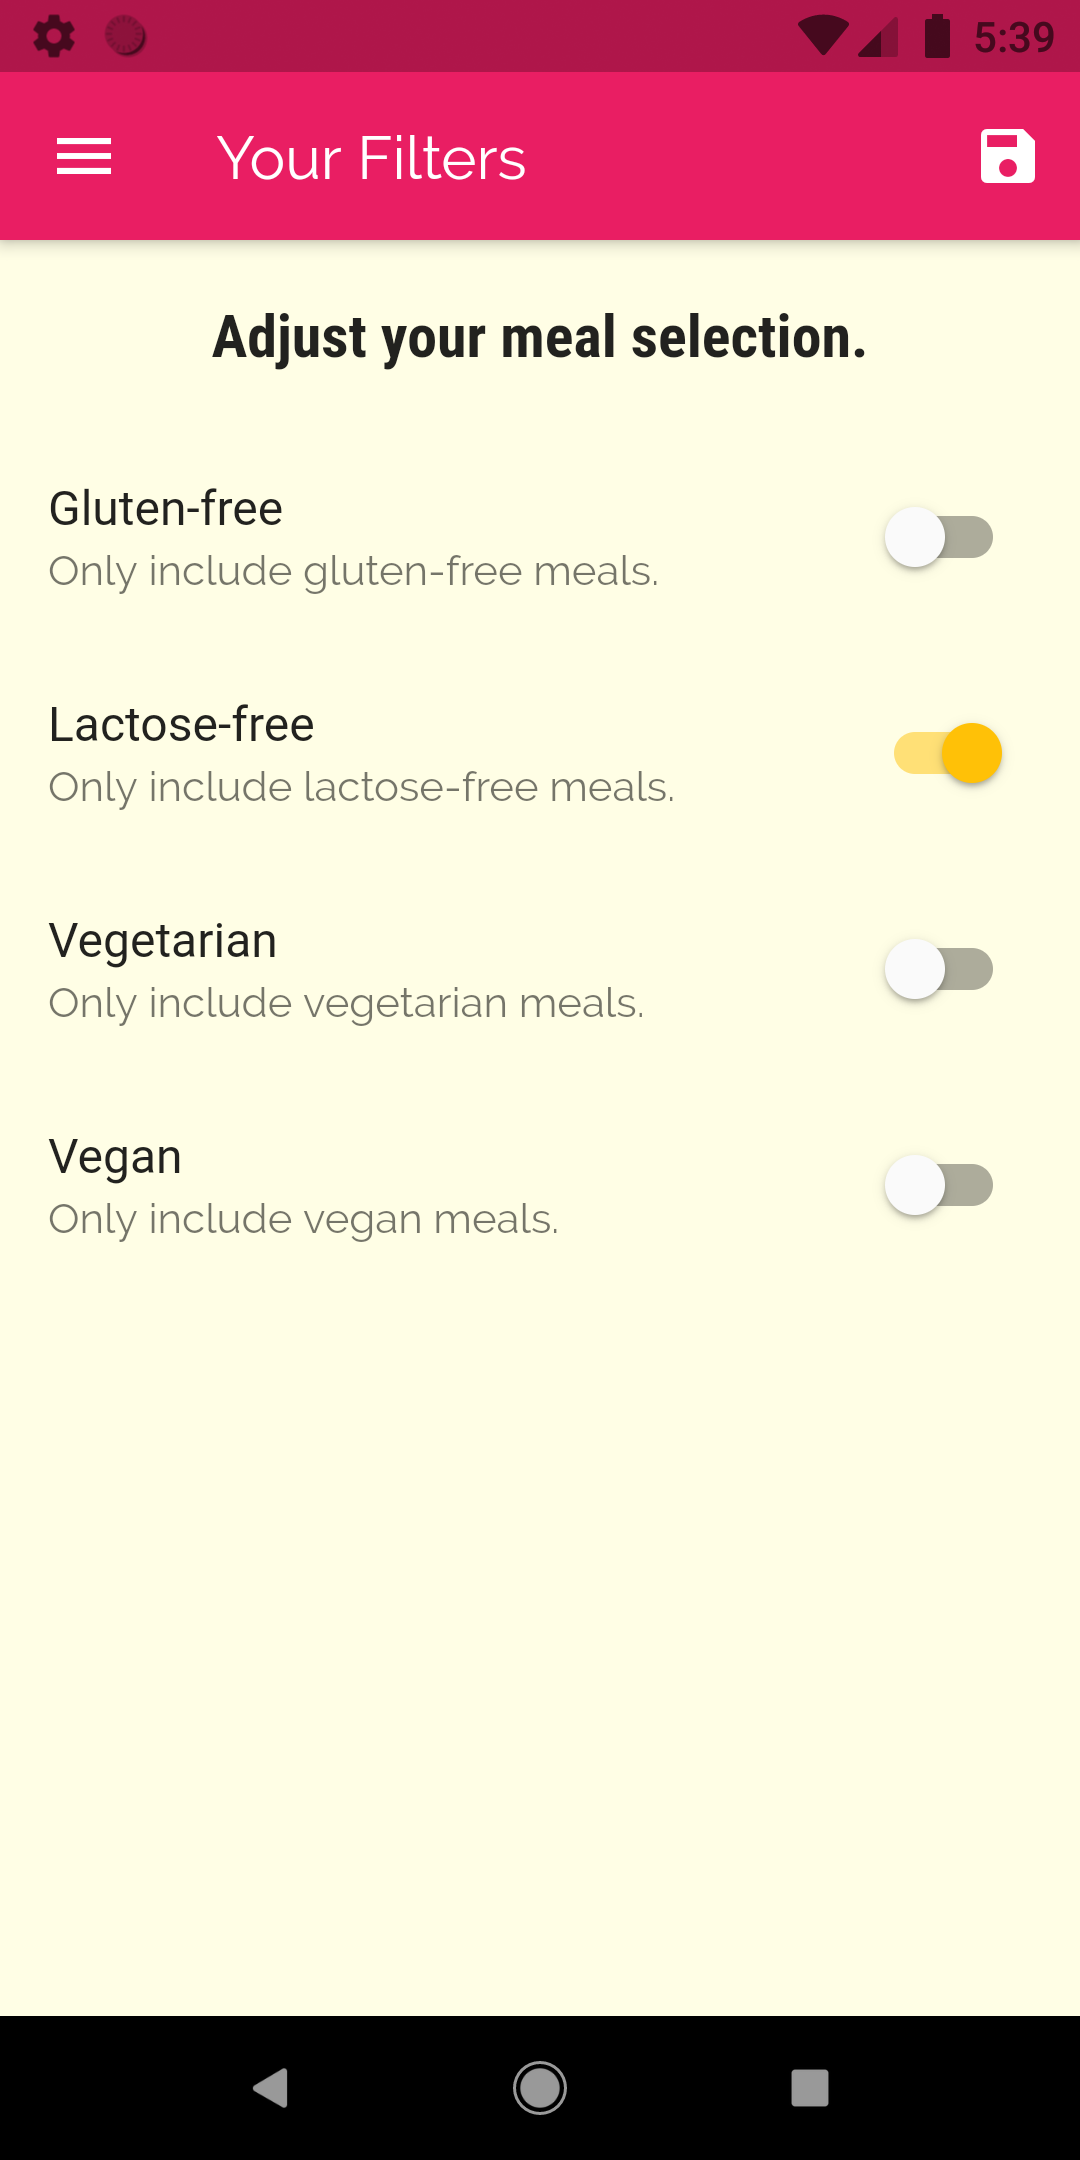 5:39
Your Filters
Adjust your meal selection.
Gluten-free
Only include gluten-free meals.
Lactose-free
Only include lactose-free meals.
Vegetarian
Only include vegetarian meals.
Vegan
Only include vegan meals.